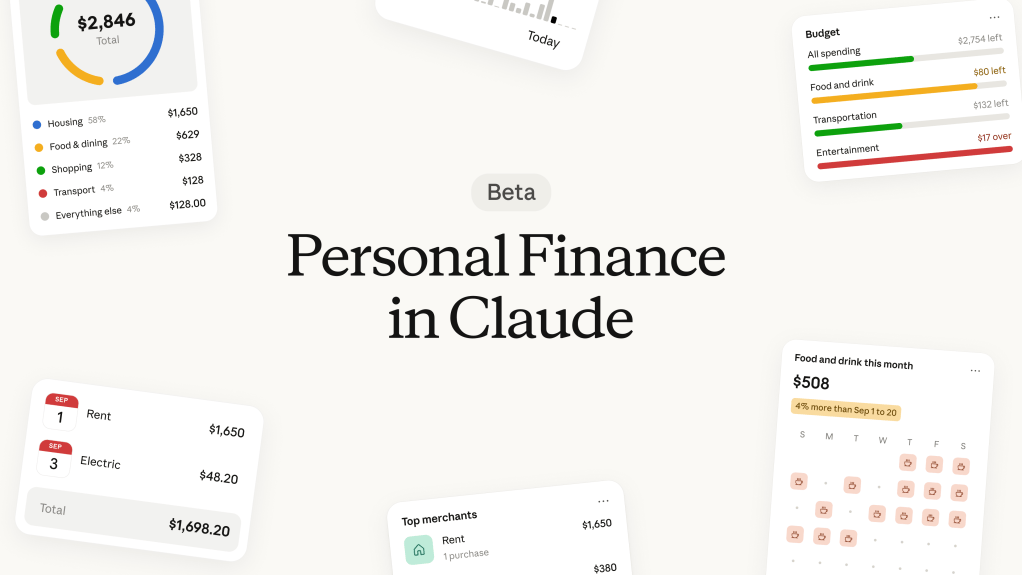 $2,846
Total
Housing 58% $1,650
Food & dining 22% $629
Shopping 12% $328
Transport 4% $128
Everything else 4% $128.00
Today
Budget
All spending $2,754 left
Food and drink $80 left
Transportation $132 left
Entertainment $17 over
Beta
Personal Finance
in Claude
SEP
1
Rent
$1,650
SEP
3
Electric
$48.20
Total
$1,698.20
Top merchants
Rent
$1,650
1 purchase
$380
Food and drink this month
$508
4% more than Sep 1 to 20
S M T W T F S